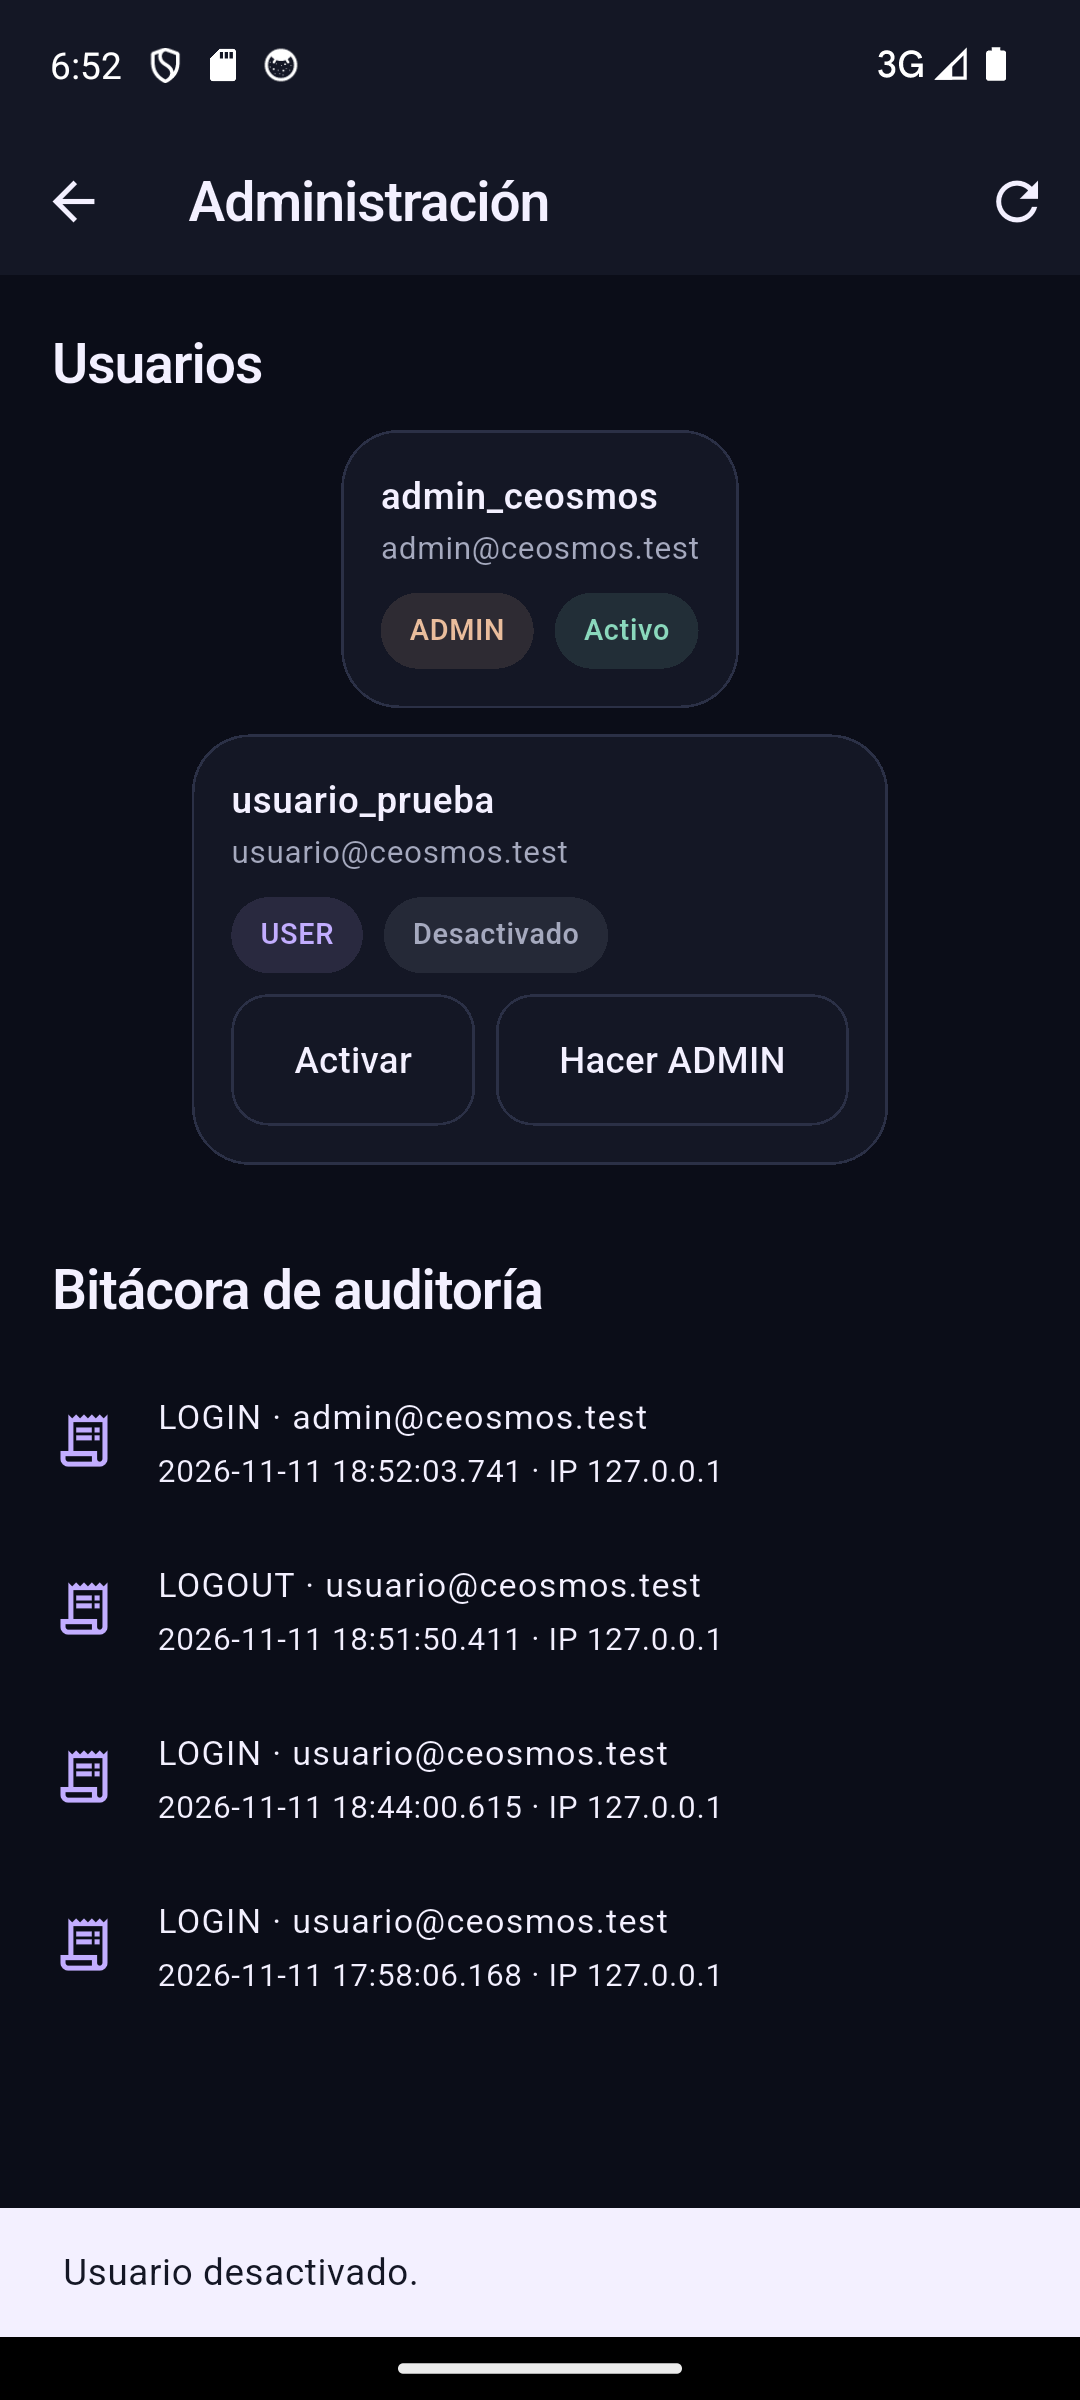 6:52
3G
Administración
Usuarios
admin_ceosmos
admin@ceosmos.test
ADMIN Activo
usuario_prueba
usuario@ceosmos.test
USER Desactivado
Activar Hacer ADMIN
Bitácora de auditoría
LOGIN · admin@ceosmos.test
2026-11-11 18:52:03.741 · IP 127.0.0.1
LOGOUT · usuario@ceosmos.test
2026-11-11 18:51:50.411 · IP 127.0.0.1
LOGIN · usuario@ceosmos.test
2026-11-11 18:44:00.615 · IP 127.0.0.1
LOGIN · usuario@ceosmos.test
2026-11-11 17:58:06.168 · IP 127.0.0.1
Usuario desactivado.